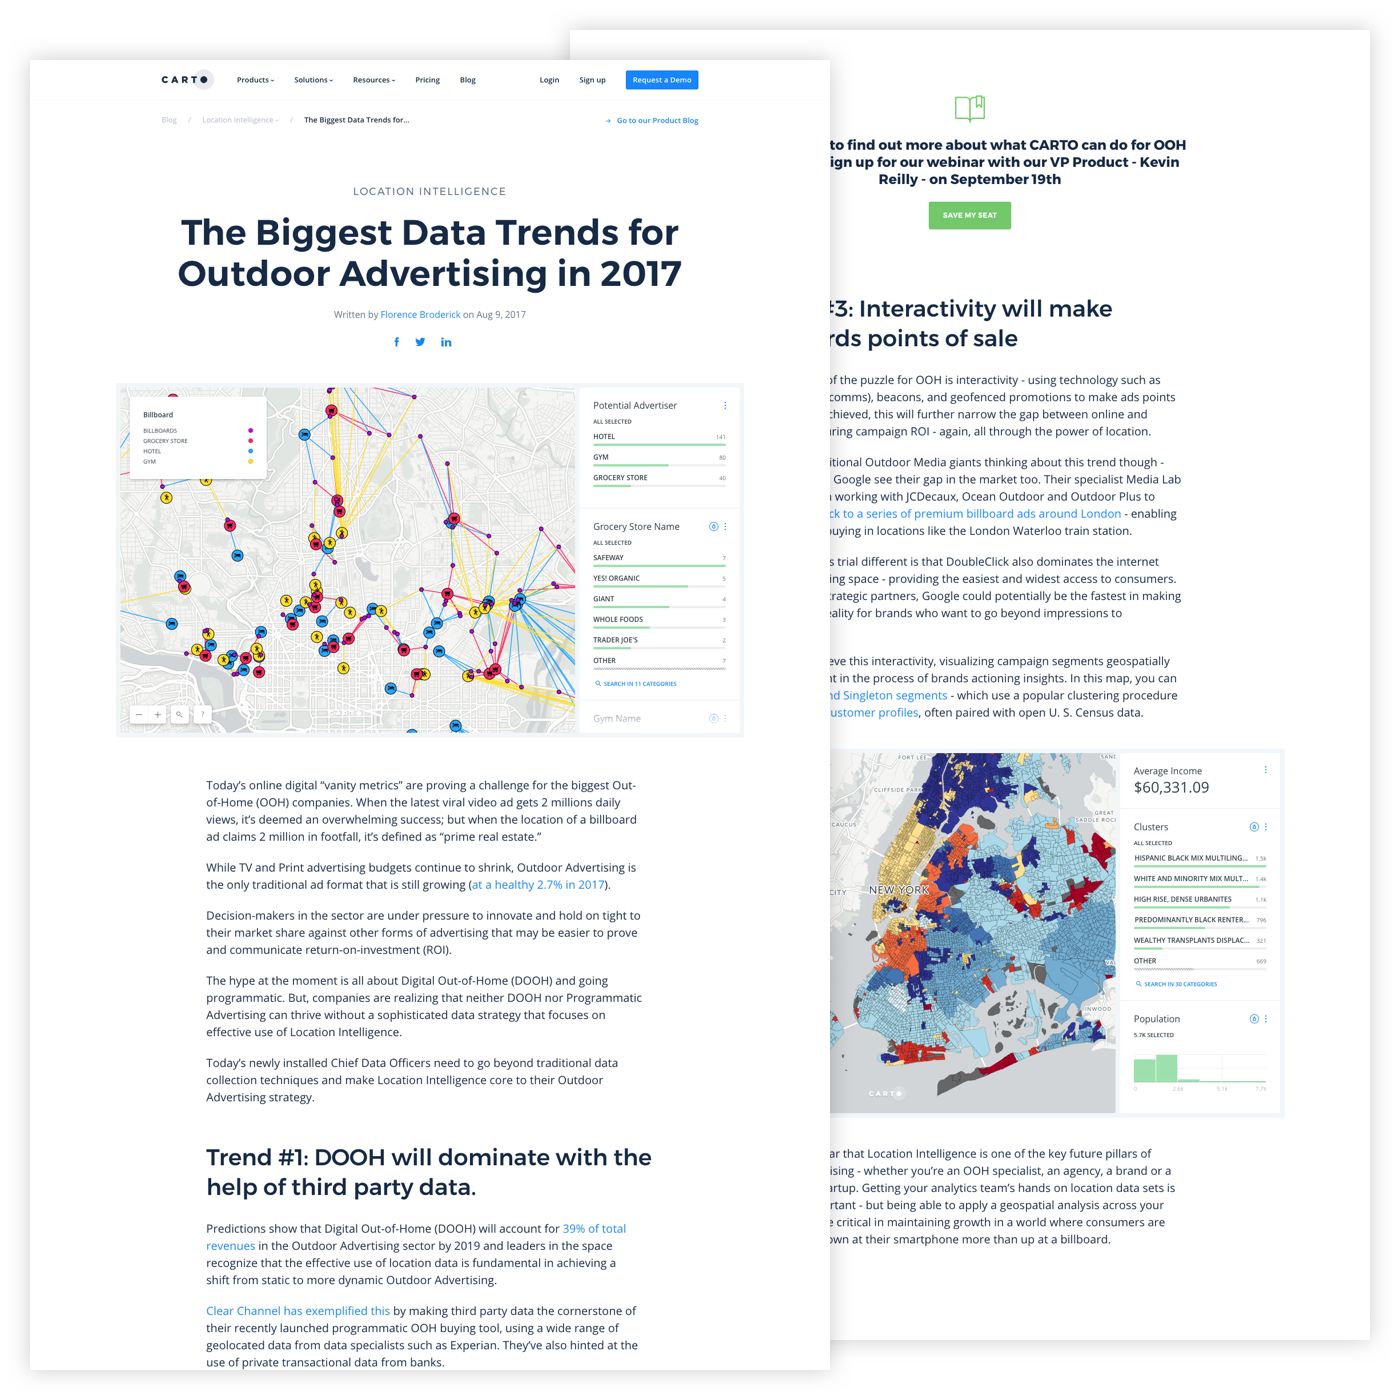 CARTO
Products
Solutions
Resources
Pricing
Blog
Login
Sign up
Request a Demo
Blog / Location Intelligence / The Biggest Data Trends for...
→ Go to our Product Blog
LOCATION INTELLIGENCE
The Biggest Data Trends for
Outdoor Advertising in 2017
Written by Florence Broderick on Aug 9, 2017
f
in
Billboard
BILLBOARDS
GROCERY STORE
HOTEL
GYM
− + ?
Potential Advertiser
ALL SELECTED
HOTEL 141
GYM 80
GROCERY STORE 40
Grocery Store Name
ALL SELECTED
SAFEWAY 7
YES! ORGANIC 5
GIANT 4
WHOLE FOODS 3
TRADER JOE'S 2
OTHER 7
SEARCH IN 11 CATEGORIES
Gym Name
Today’s online digital “vanity metrics” are proving a challenge for the biggest Out-
of-Home (OOH) companies. When the latest viral video ad gets 2 millions daily
views, it’s deemed an overwhelming success; but when the location of a billboard
ad claims 2 million in footfall, it’s defined as “prime real estate.”
While TV and Print advertising budgets continue to shrink, Outdoor Advertising is
the only traditional ad format that is still growing (at a healthy 2.7% in 2017).
Decision-makers in the sector are under pressure to innovate and hold on tight to
their market share against other forms of advertising that may be easier to prove
and communicate return-on-investment (ROI).
The hype at the moment is all about Digital Out-of-Home (DOOH) and going
programmatic. But, companies are realizing that neither DOOH nor Programmatic
Advertising can thrive without a sophisticated data strategy that focuses on
effective use of Location Intelligence.
Today’s newly installed Chief Data Officers need to go beyond traditional data
collection techniques and make Location Intelligence core to their Outdoor
Advertising strategy.
Trend #1: DOOH will dominate with the
help of third party data.
Predictions show that Digital Out-of-Home (DOOH) will account for 39% of total
revenues in the Outdoor Advertising sector by 2019 and leaders in the space
recognize that the effective use of location data is fundamental in achieving a
shift from static to more dynamic Outdoor Advertising.
Clear Channel has exemplified this by making third party data the cornerstone of
their recently launched programmatic OOH buying tool, using a wide range of
geolocated data from data specialists such as Experian. They’ve also hinted at the
use of private transactional data from banks.
to find out more about what CARTO can do for OOH
ign up for our webinar with our VP Product - Kevin
Reilly - on September 19th
SAVE MY SEAT
#3: Interactivity will make
rds points of sale
of the puzzle for OOH is interactivity - using technology such as
comms), beacons, and geofenced promotions to make ads points
chieved, this will further narrow the gap between online and
uring campaign ROI - again, all through the power of location.
itional Outdoor Media giants thinking about this trend though -
Google see their gap in the market too. Their specialist Media Lab
working with JCDecaux, Ocean Outdoor and Outdoor Plus to
ck to a series of premium billboard ads around London - enabling
buying in locations like the London Waterloo train station.
s trial different is that DoubleClick also dominates the internet
ing space - providing the easiest and widest access to consumers.
trategic partners, Google could potentially be the fastest in making
eality for brands who want to go beyond impressions to
eve this interactivity, visualizing campaign segments geospatially
nt in the process of brands actioning insights. In this map, you can
nd Singleton segments - which use a popular clustering procedure
ustomer profiles, often paired with open U. S. Census data.
FORT LEE
SANDS
CLIFFSIDE PARK
CAUCUS
GREAT
SADDLE ROCK
CITY
NEW YORK
INWOOD
CARTO
Average Income
$60,331.09
Clusters
ALL SELECTED
HISPANIC BLACK MIX MULTILING... 1.5k
WHITE AND MINORITY MIX MULT... 1.4k
HIGH RISE, DENSE URBANITES 1.1k
PREDOMINANTLY BLACK RENTER... 796
WEALTHY TRANSPLANTS DISPLAC... 321
OTHER 669
SEARCH IN 30 CATEGORIES
Population
5.7K SELECTED
0 2.6k 5.1k 7.7k
ar that Location Intelligence is one of the key future pillars of
ising - whether you’re an OOH specialist, an agency, a brand or a
artup. Getting your analytics team’s hands on location data sets is
rtant - but being able to apply a geospatial analysis across your
e critical in maintaining growth in a world where consumers are
own at their smartphone more than up at a billboard.